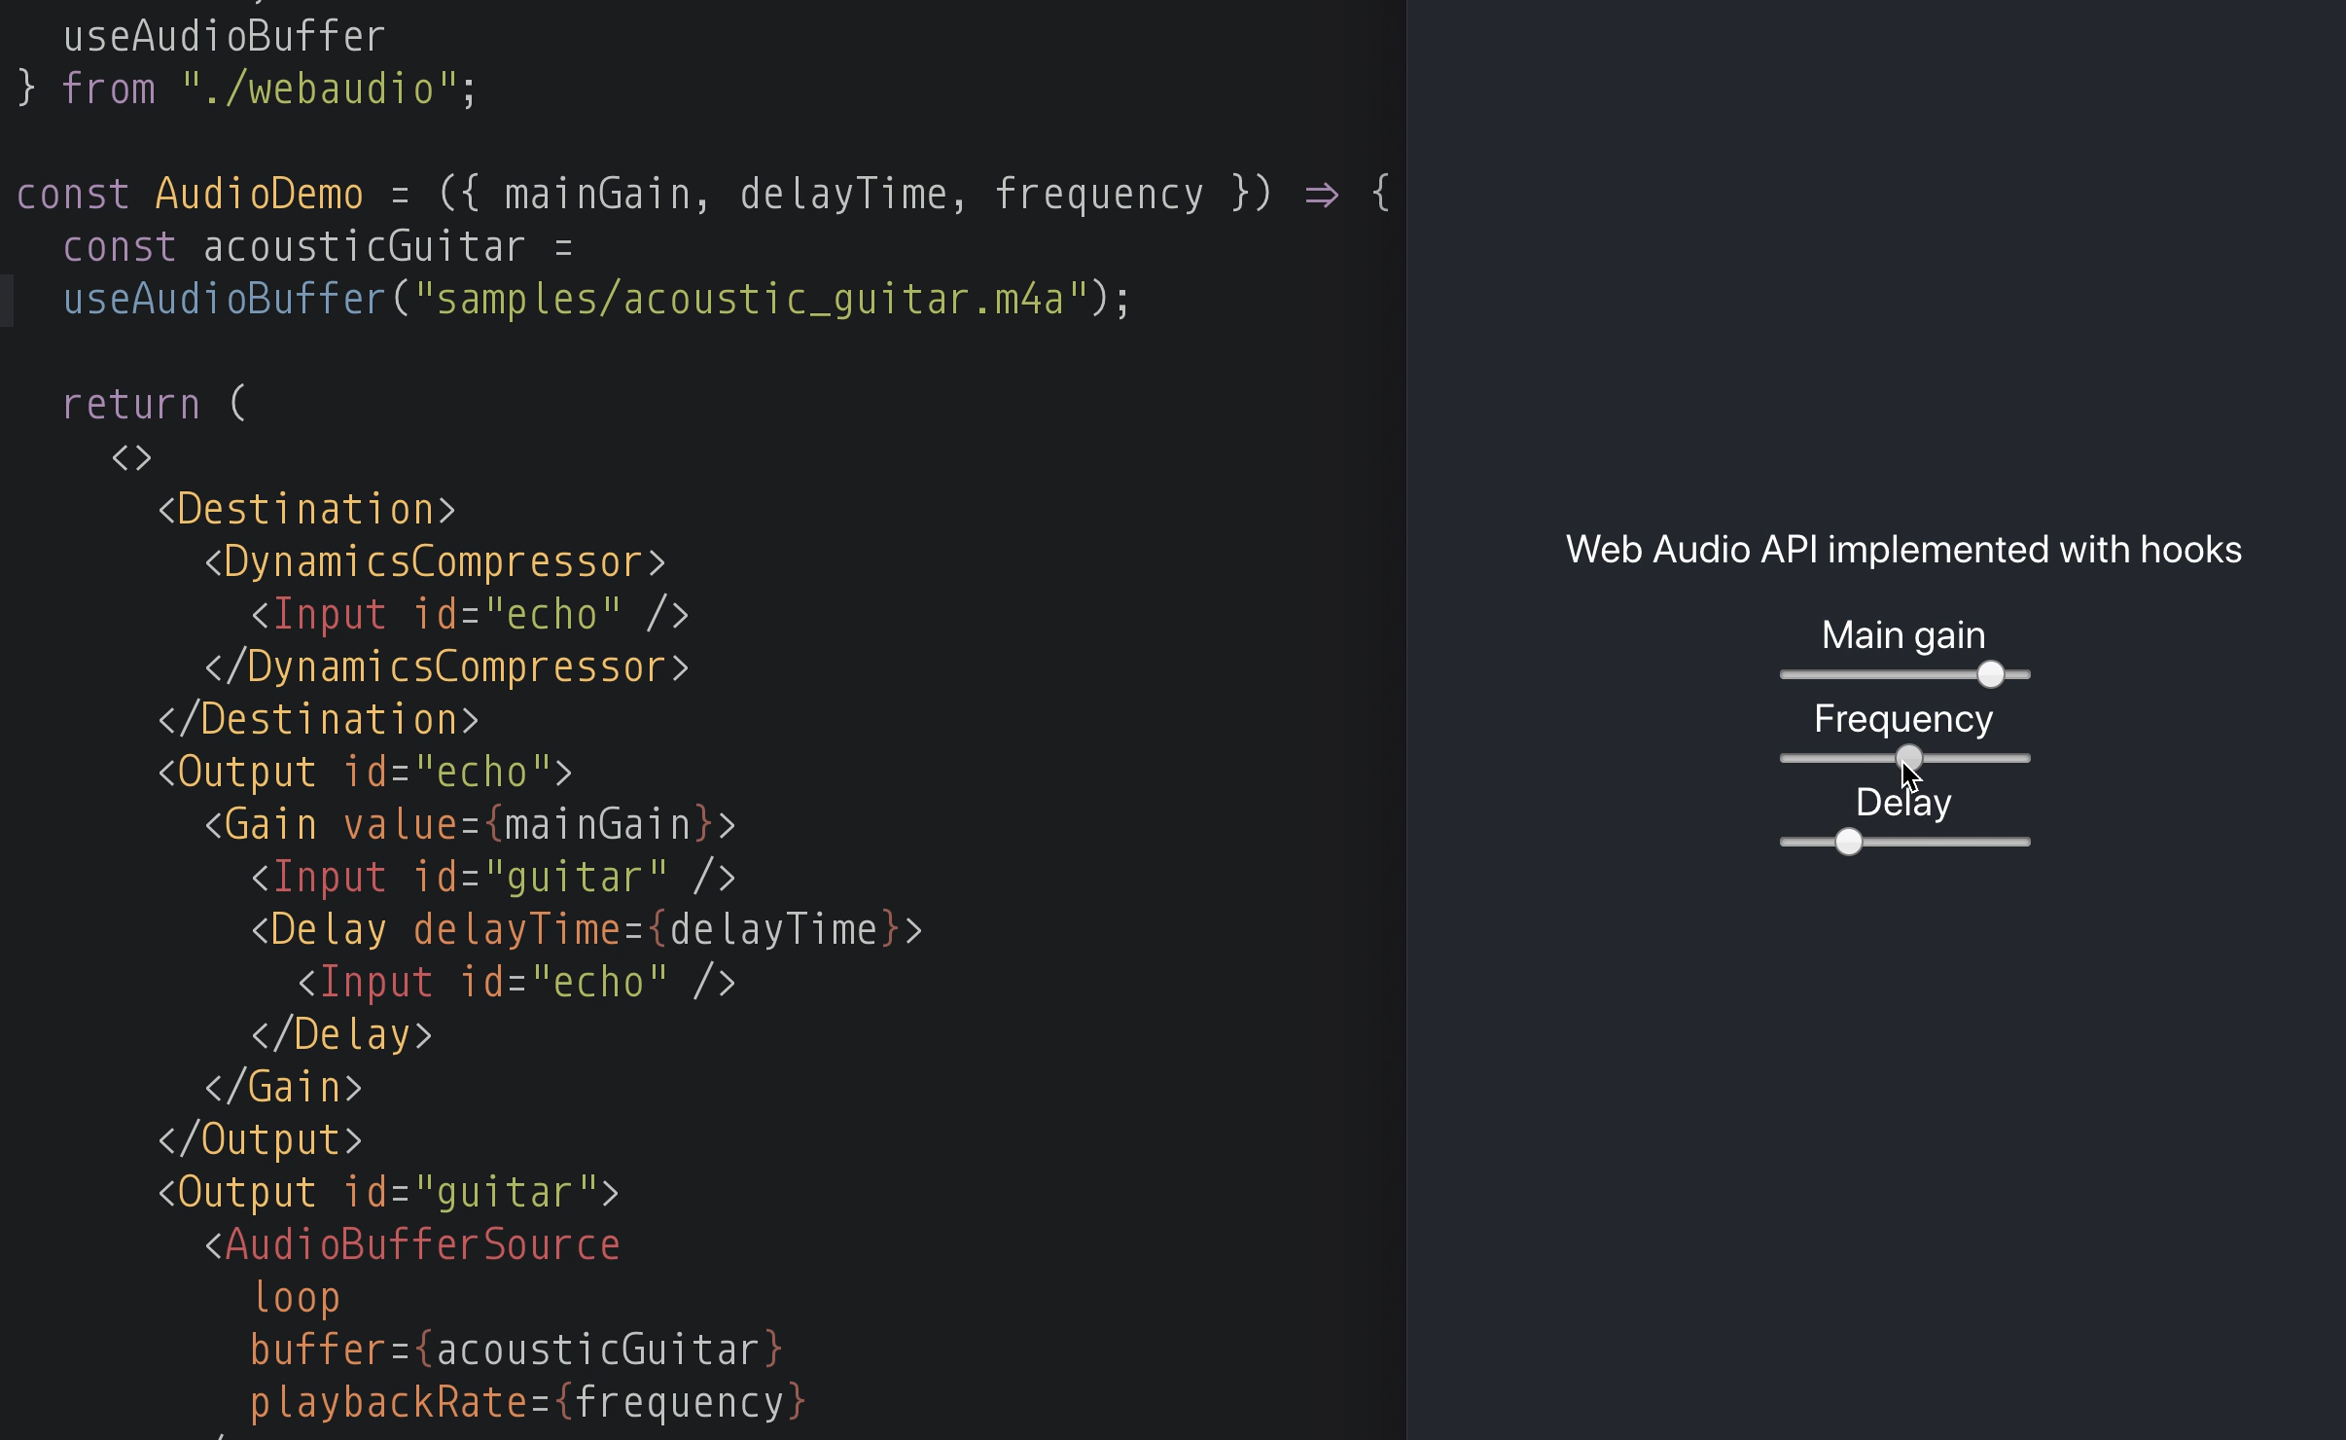 useAudioBuffer
} from "./webaudio";
const AudioDemo = ({ mainGain, delayTime, frequency }) => {
const acousticGuitar =
useAudioBuffer("samples/acoustic_guitar.m4a");
return (
<>
<Destination>
<DynamicsCompressor>
<Input id="echo" />
</DynamicsCompressor>
</Destination>
<Output id="echo">
<Gain value={mainGain}>
<Input id="guitar" />
<Delay delayTime={delayTime}>
<Input id="echo" />
</Delay>
</Gain>
</Output>
<Output id="guitar">
<AudioBufferSource
loop
buffer={acousticGuitar}
playbackRate={frequency}
Web Audio API implemented with hooks
Main gain
Frequency
Delay